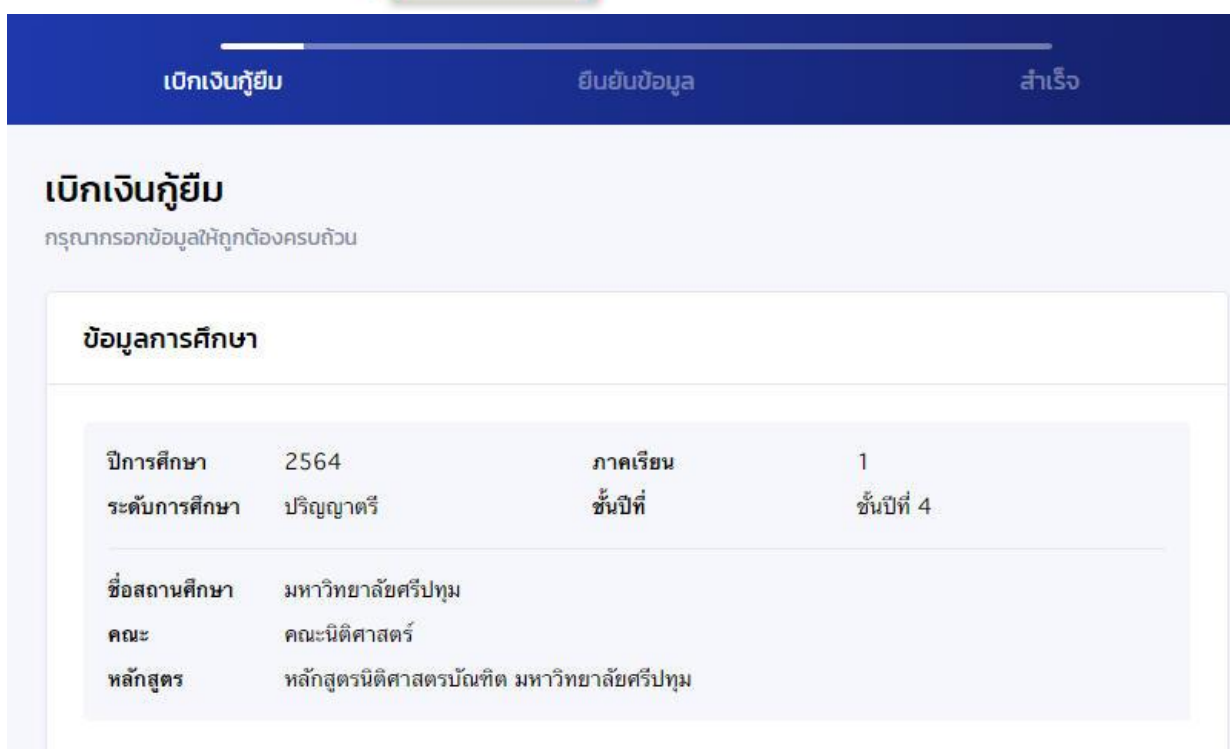 เบิกเงินกู้ยืม ยืนยันข้อมูล สำเร็จ
เบิกเงินกู้ยืม
กรุณากรอกข้อมูลให้ถูกต้องครบถ้วน
ข้อมูลการศึกษา
ปีการศึกษา 2564 ภาคเรียน 1
ระดับการศึกษา ปริญญาตรี ชั้นปีที่ ชั้นปีที่ 4
ชื่อสถานศึกษา มหาวิทยาลัยศรีปทุม
คณะ คณะนิติศาสตร์
หลักสูตร หลักสูตรนิติศาสตรบัณฑิต มหาวิทยาลัยศรีปทุม